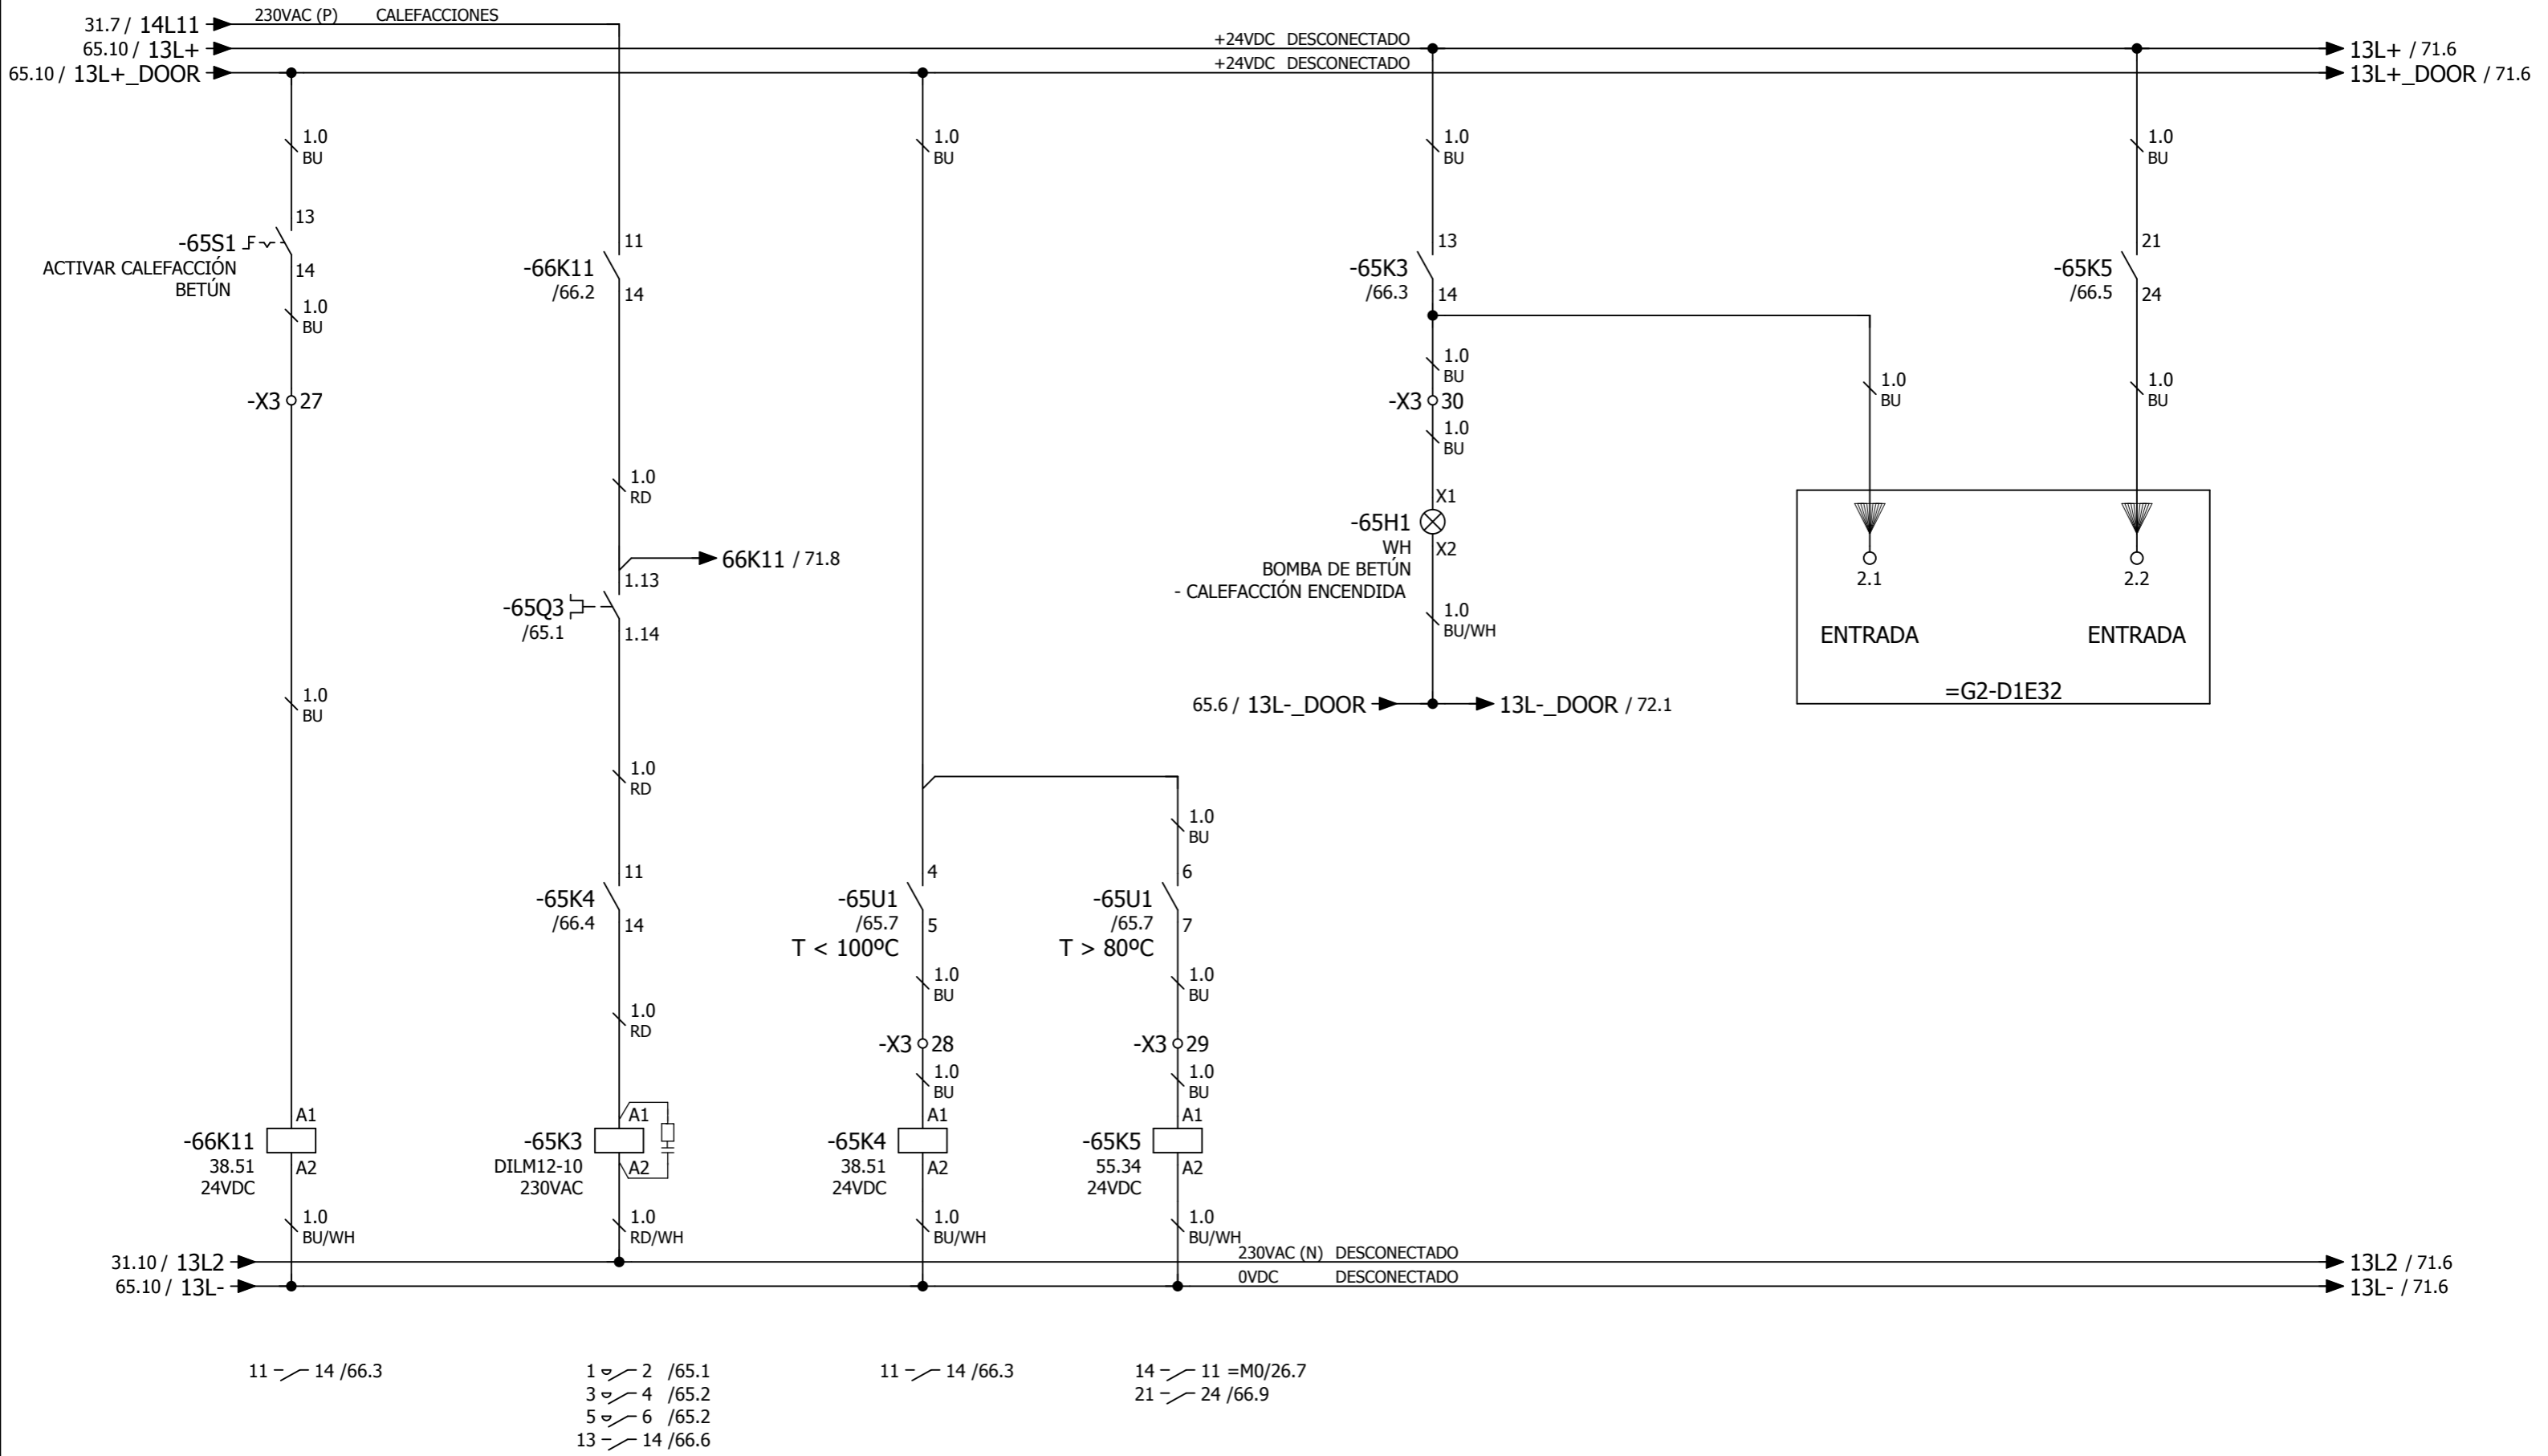 31.7 / 14L11 230VAC (P) CALEFACCIONES
65.10 / 13L+ +24VDC DESCONECTADO 13L+ / 71.6
65.10 / 13L+_DOOR +24VDC DESCONECTADO 13L+_DOOR / 71.6
1.0
BU
13
-65S1
ACTIVAR CALEFACCIÓN
BETÚN
14
1.0
BU
-X3 27
1.0
BU
A1
-66K11
38.51
24VDC
A2
1.0
BU/WH
11
-66K11
/66.2
14
1.0
RD
66K11 / 71.8
1.13
-65Q3
/65.1
1.14
1.0
RD
11
-65K4
/66.4
14
1.0
RD
A1
-65K3
DILM12-10
230VAC
A2
1.0
RD/WH
1.0
BU
4
-65U1
/65.7
5
T < 100ºC
1.0
BU
-X3 28
1.0
BU
A1
-65K4
38.51
24VDC
A2
1.0
BU/WH
1.0
BU
6
-65U1
/65.7
7
T > 80ºC
1.0
BU
-X3 29
1.0
BU
A1
-65K5
55.34
24VDC
A2
1.0
BU/WH
1.0
BU
13
-65K3
/66.3
14
1.0
BU
-X3 30
1.0
BU
X1
-65H1
WH
X2
BOMBA DE BETÚN
- CALEFACCIÓN ENCENDIDA
1.0
BU/WH
65.6 / 13L-_DOOR 13L-_DOOR / 72.1
1.0
BU
1.0
BU
21
-65K5
/66.5
24
1.0
BU
2.1 2.2
ENTRADA ENTRADA
=G2-D1E32
31.10 / 13L2 230VAC (N) DESCONECTADO 13L2 / 71.6
65.10 / 13L- 0VDC DESCONECTADO 13L- / 71.6
11 14 /66.3
1 2 /65.1
3 4 /65.2
5 6 /65.2
13 14 /66.6
11 14 /66.3
14 11 =M0/26.7
21 24 /66.9